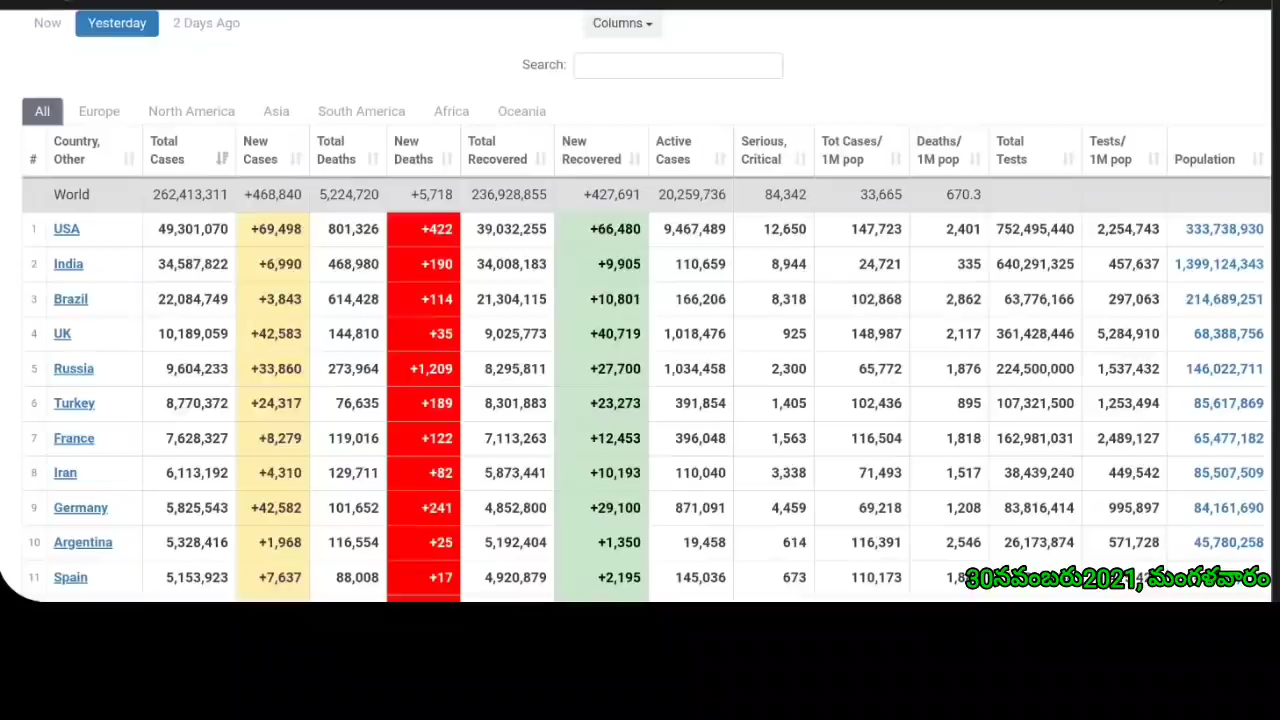 Now Yesterday 2 Days Ago Columns
Search:
All Europe North America Asia South America Africa Oceania
# Country, Other Total Cases New Cases Total Deaths New Deaths Total Recovered New Recovered Active Cases Serious, Critical Tot Cases/ 1M pop Deaths/ 1M pop Total Tests Tests/ 1M pop Population
World 262,413,311 +468,840 5,224,720 +5,718 236,928,855 +427,691 20,259,736 84,342 33,665 670.3
1 USA 49,301,070 +69,498 801,326 +422 39,032,255 +66,480 9,467,489 12,650 147,723 2,401 752,495,440 2,254,743 333,738,930
2 India 34,587,822 +6,990 468,980 +190 34,008,183 +9,905 110,659 8,944 24,721 335 640,291,325 457,637 1,399,124,343
3 Brazil 22,084,749 +3,843 614,428 +114 21,304,115 +10,801 166,206 8,318 102,868 2,862 63,776,166 297,063 214,689,251
4 UK 10,189,059 +42,583 144,810 +35 9,025,773 +40,719 1,018,476 925 148,987 2,117 361,428,446 5,284,910 68,388,756
5 Russia 9,604,233 +33,860 273,964 +1,209 8,295,811 +27,700 1,034,458 2,300 65,772 1,876 224,500,000 1,537,432 146,022,711
6 Turkey 8,770,372 +24,317 76,635 +189 8,301,883 +23,273 391,854 1,405 102,436 895 107,321,500 1,253,494 85,617,869
7 France 7,628,327 +8,279 119,016 +122 7,113,263 +12,453 396,048 1,563 116,504 1,818 162,981,031 2,489,127 65,477,182
8 Iran 6,113,192 +4,310 129,711 +82 5,873,441 +10,193 110,040 3,338 71,493 1,517 38,439,240 449,542 85,507,509
9 Germany 5,825,543 +42,582 101,652 +241 4,852,800 +29,100 871,091 4,459 69,218 1,208 83,816,414 995,897 84,161,690
10 Argentina 5,328,416 +1,968 116,554 +25 5,192,404 +1,350 19,458 614 116,391 2,546 26,173,874 571,728 45,780,258
11 Spain 5,153,923 +7,637 88,008 +17 4,920,879 +2,195 145,036 673 110,173
30నవంబరు2021, మంగళవారం